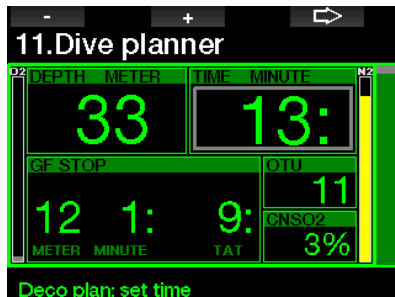 - +
11.Dive planner
O2 DEPTH METER TIME MINUTE N2
33 13:
GF STOP OTU
11
12 1: 9: CNSO2
METER MINUTE TAT 3%
Deco plan: set time